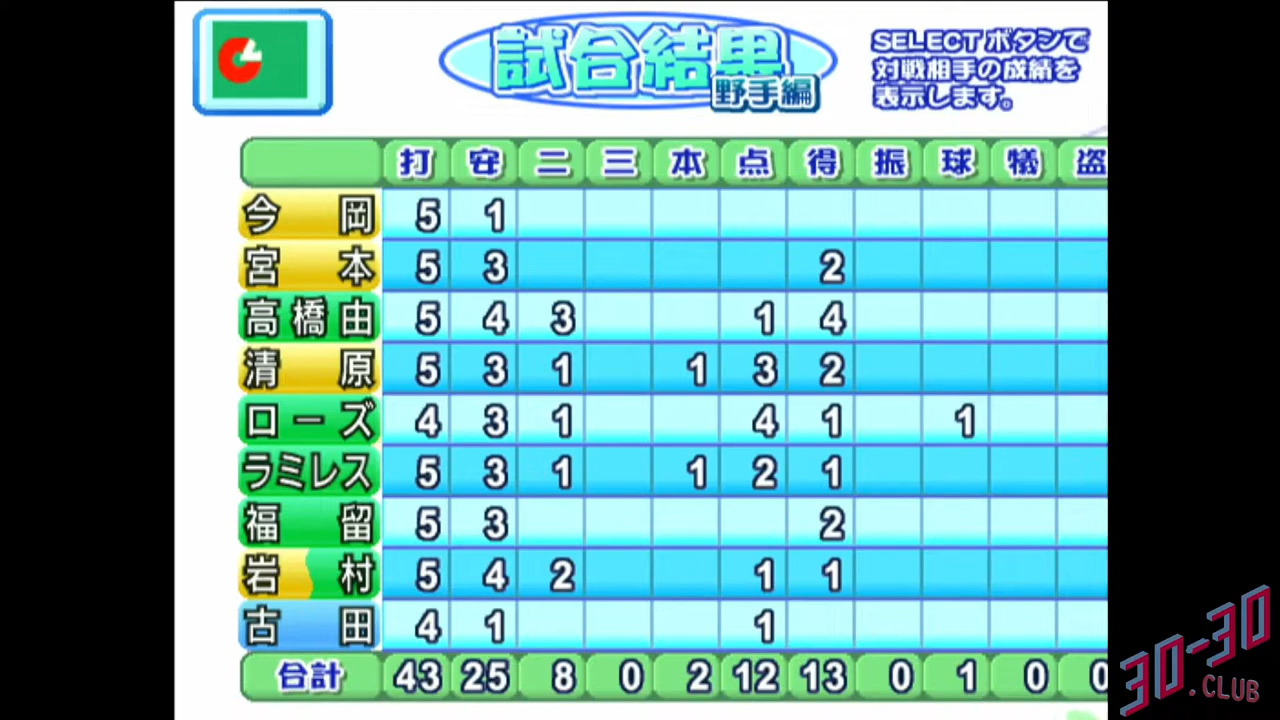 試合結果
野手編
SELECTボタンで
対戦相手の成績を
表示します。
打 安 二 三 本 点 得 振 球 犠 盗
今岡 5 1
宮本 5 3 2
高橋由 5 4 3 1 4
清原 5 3 1 1 3 2
ローズ 4 3 1 4 1 1
ラミレス 5 3 1 1 2 1
福留 5 3 2
岩村 5 4 2 1 1
古田 4 1 1
合計 43 25 8 0 2 12 13 0 1 0 0
30-30
.CLUB